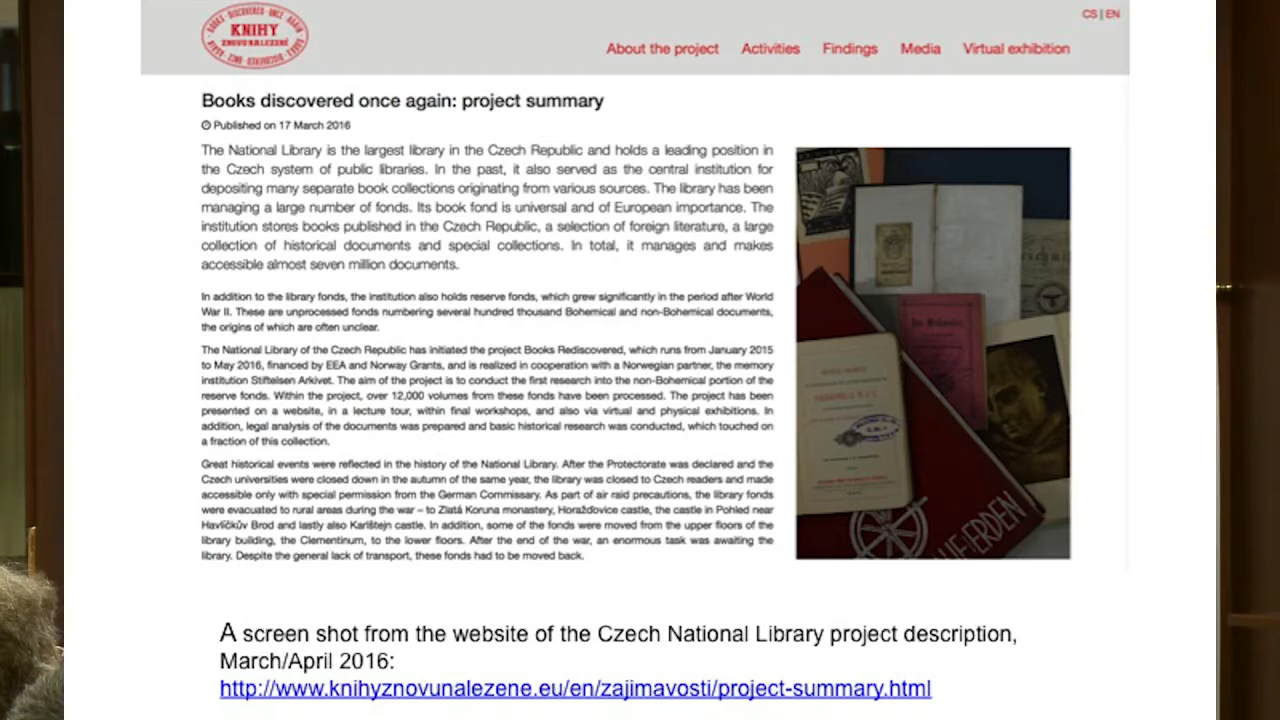 BOOKS · DISCOVERED · ONCE · AGAIN
KNIHY
ZNOVU NALEZENÉ
CS | EN
About the project Activities Findings Media Virtual exhibition
Books discovered once again: project summary
Published on 17 March 2016
The National Library is the largest library in the Czech Republic and holds a leading position in
the Czech system of public libraries. In the past, it also served as the central institution for
depositing many separate book collections originating from various sources. The library has been
managing a large number of fonds. Its book fond is universal and of European importance. The
institution stores books published in the Czech Republic, a selection of foreign literature, a large
collection of historical documents and special collections. In total, it manages and makes
accessible almost seven million documents.
In addition to the library fonds, the institution also holds reserve fonds, which grew significantly in the period after World
War II. These are unprocessed fonds numbering several hundred thousand Bohemical and non-Bohemical documents,
the origins of which are often unclear.
The National Library of the Czech Republic has initiated the project Books Rediscovered, which runs from January 2015
to May 2016, financed by EEA and Norway Grants, and is realized in cooperation with a Norwegian partner, the memory
institution Stiftelsen Arkivet. The aim of the project is to conduct the first research into the non-Bohemical portion of the
reserve fonds. Within the project, over 12,000 volumes from these fonds have been processed. The project has been
presented on a website, in a lecture tour, within final workshops, and also via virtual and physical exhibitions. In
addition, legal analysis of the documents was prepared and basic historical research was conducted, which touched on
a fraction of this collection.
Great historical events were reflected in the history of the National Library. After the Protectorate was declared and the
Czech universities were closed down in the autumn of the same year, the library was closed to Czech readers and made
accessible only with special permission from the German Commissary. As part of air raid precautions, the library fonds
were evacuated to rural areas during the war – to Zlatá Koruna monastery, Horažďovice castle, the castle in Pohled near
Havlíčkův Brod and lastly also Karlštejn castle. In addition, some of the fonds were moved from the upper floors of the
library building, the Clementinum, to the lower floors. After the end of the war, an enormous task was awaiting the
library. Despite the general lack of transport, these fonds had to be moved back.
A screen shot from the website of the Czech National Library project description,
March/April 2016:
http://www.knihyznovunalezene.eu/en/zajimavosti/project-summary.html